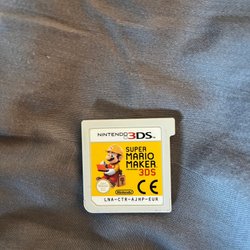 NINTENDO 3DS
SUPER
MARIO
MAKER
3DS
Nintendo
CE
LNA-CTR-AJHP-EUR